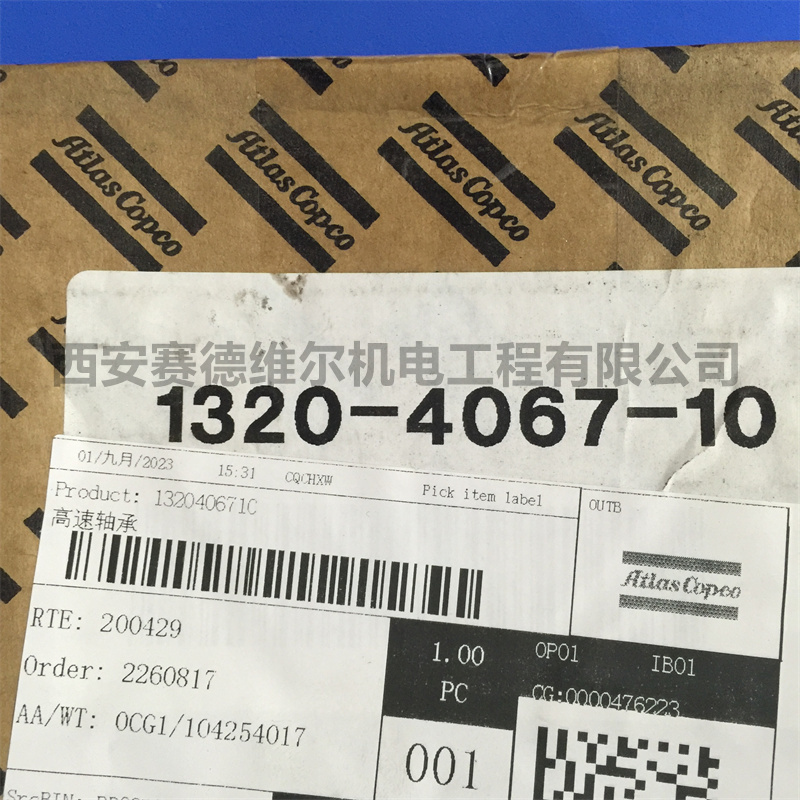 Atlas Copco
Atlas Copco
Atlas Copco
Atlas Copco
西安赛德维尔机电工程有限公司
1320-4067-10
01/九月/2023 15:31 CQCHXW Pick item label
OUTB
Product: 1320406710
高速轴承
Atlas Copco
RTE: 200429
Order: 2260817
AA/WT: 0CG1/104254017
1.00
PC
OP01 IB01
CG:0000476223
001